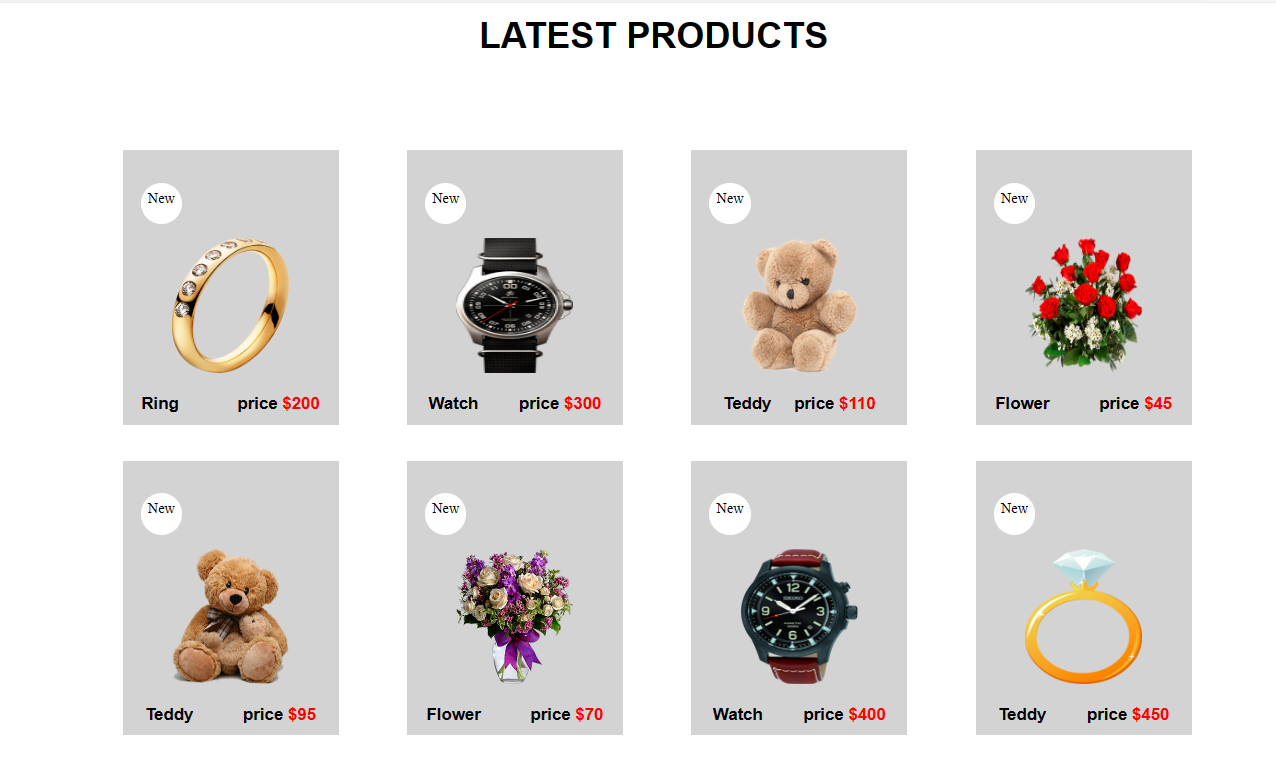 LATEST PRODUCTS
New
New
New
New
Ring price $200
Watch price $300
Teddy price $110
Flower price $45
New
New
New
New
Teddy price $95
Flower price $70
Watch price $400
Teddy price $450